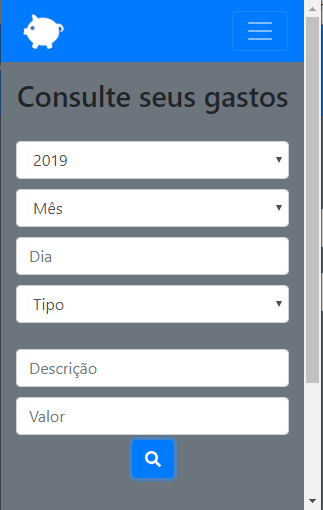 Consulte seus gastos
2019
Mês
Dia
Tipo
Descrição
Valor